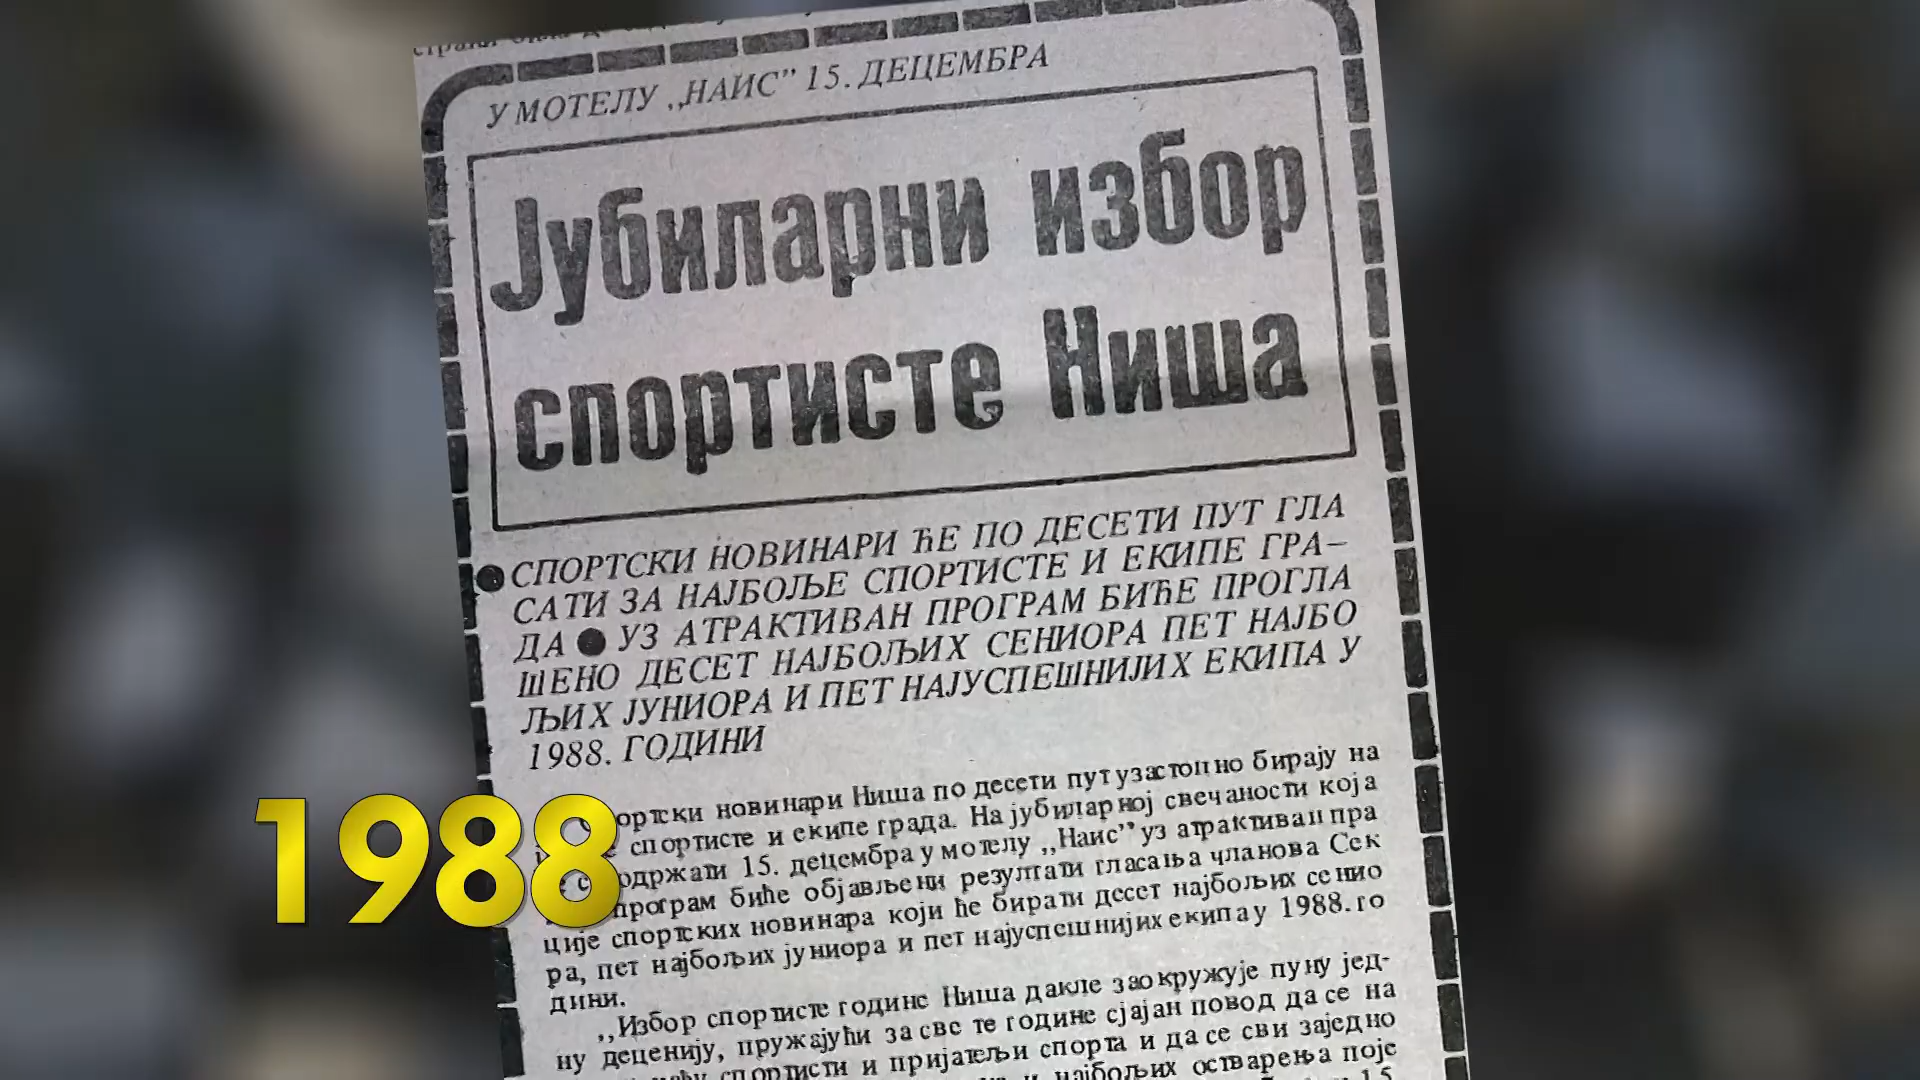 У МОТЕЛУ „НАИС” 15. ДЕЦЕМБРА
Јубиларни избор
спортисте Ниша
● СПОРТСКИ НОВИНАРИ ЋЕ ПО ДЕСЕТИ ПУТ ГЛА
САТИ ЗА НАЈБОЉЕ СПОРТИСТЕ И ЕКИПЕ ГРА–
ДА ● УЗ АТРАКТИВАН ПРОГРАМ БИЋЕ ПРОГЛА
ШЕНО ДЕСЕТ НАЈБОЉИХ СЕНИОРА ПЕТ НАЈБО
ЉИХ ЈУНИОРА И ПЕТ НАЈУСПЕШНИЈИХ ЕКИПА У
1988. ГОДИНИ
новинари Ниша по десети пут узастопно бирају на
спортисте и екипе града. На јубиларној свечаности која
одржати 15. децембра у мотелу „Наис” уз атрактиван пра
програм биће објављени резултати гласања чланова Сек
ције спортских новинара који ће бирати десет најбољих сенио
ра, пет најбољих јуниора и пет најуспешнијих екипа у 1988. го
дини.
„Избор спортисте године Ниша дакле заокружује пуну јед-
ну деценију, пружајући за све те године сјајан повод да се на
спортисти и пријатељи спорта и да се сви заједно
најбољих остварења поје
1988